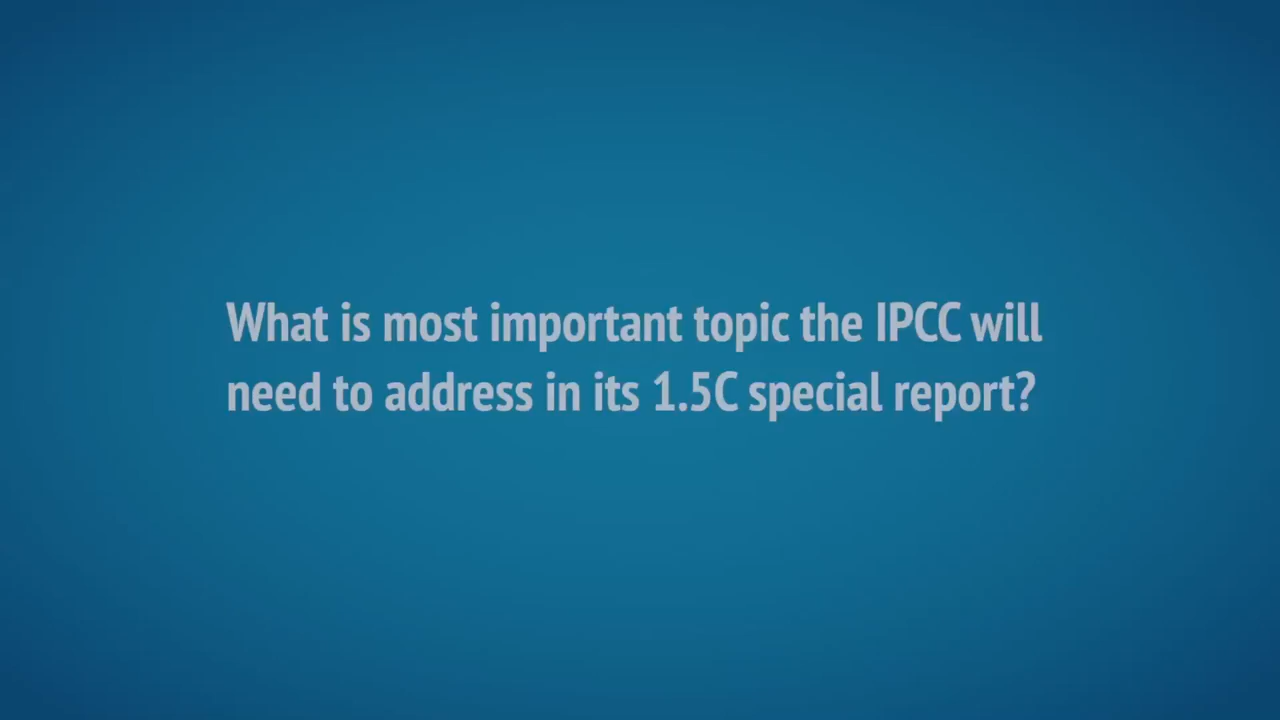 What is most important topic the IPCC will
need to address in its 1.5C special report?